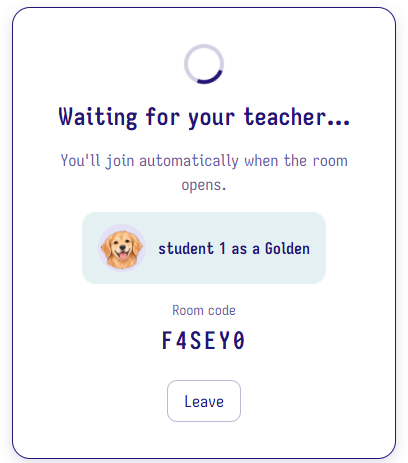 Waiting for your teacher...
You'll join automatically when the room
opens.
student 1 as a Golden
Room code
F4SEY0
Leave